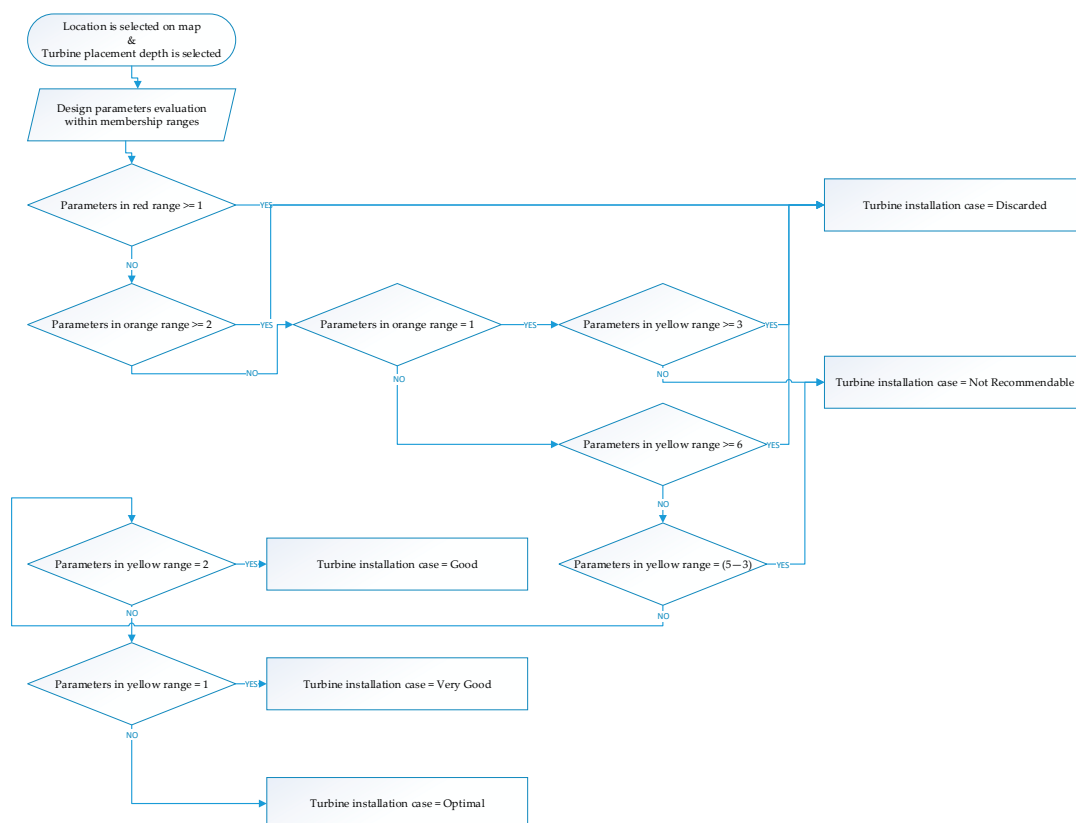 Location is selected on map
&
Turbine placement depth is selected
Design parameters evaluation
within membership ranges
Parameters in red range >= 1
YES
Turbine installation case = Discarded
NO
Parameters in orange range >= 2
YES
Parameters in orange range = 1
YES
Parameters in yellow range >= 3
YES
NO
NO
NO
Turbine installation case = Not Recommendable
Parameters in yellow range >= 6
YES
NO
Parameters in yellow range = 2
YES
Turbine installation case = Good
Parameters in yellow range = (5—3)
YES
NO
NO
Parameters in yellow range = 1
YES
Turbine installation case = Very Good
NO
Turbine installation case = Optimal